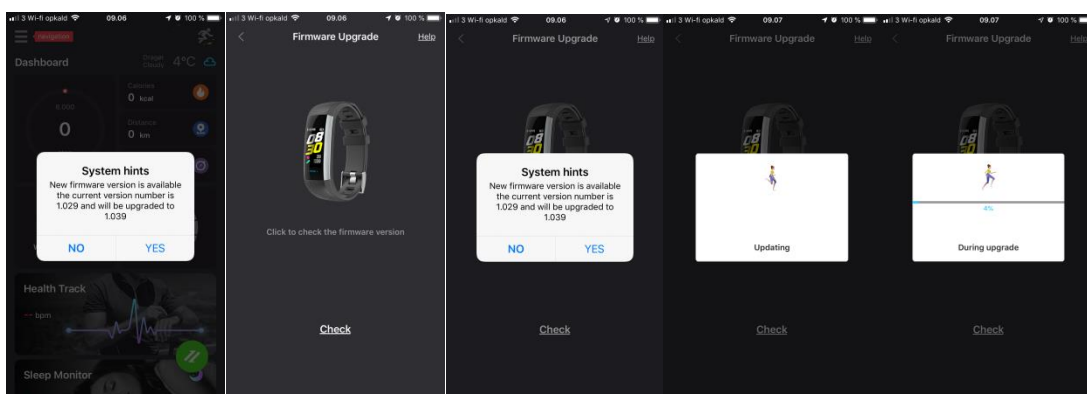 3 Wi-fi opkald 09.06 100 %
navigation
Dashboard
4°C
Calories
0 kcal
6.000
0
Distance
0 km
System hints
New firmware version is available
the current version number is
1.029 and will be upgraded to
1.039
NO YES
Health Track
-- bpm
Sleep Monitor
3 Wi-fi opkald 09.06 100 %
Firmware Upgrade Help
Click to check the firmware version
Check
3 Wi-fi opkald 09.06 100 %
Firmware Upgrade Help
System hints
New firmware version is available
the current version number is
1.029 and will be upgraded to
1.039
NO YES
Check
3 Wi-fi opkald 09.07 100 %
Firmware Upgrade Help
Updating
Check
3 Wi-fi opkald 09.07 100 %
Firmware Upgrade Help
4%
During upgrade
Check